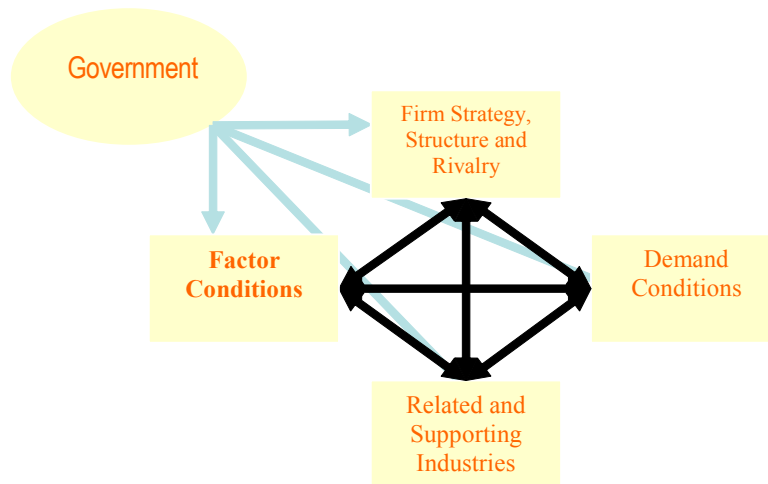 Government
Firm Strategy,
Structure and
Rivalry
Factor
Conditions
Demand
Conditions
Related and
Supporting
Industries